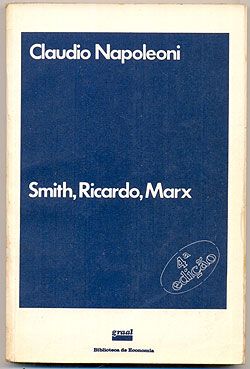 Claudio Napoleoni
Smith, Ricardo, Marx
4ª
edição
graal
Biblioteca de Economia